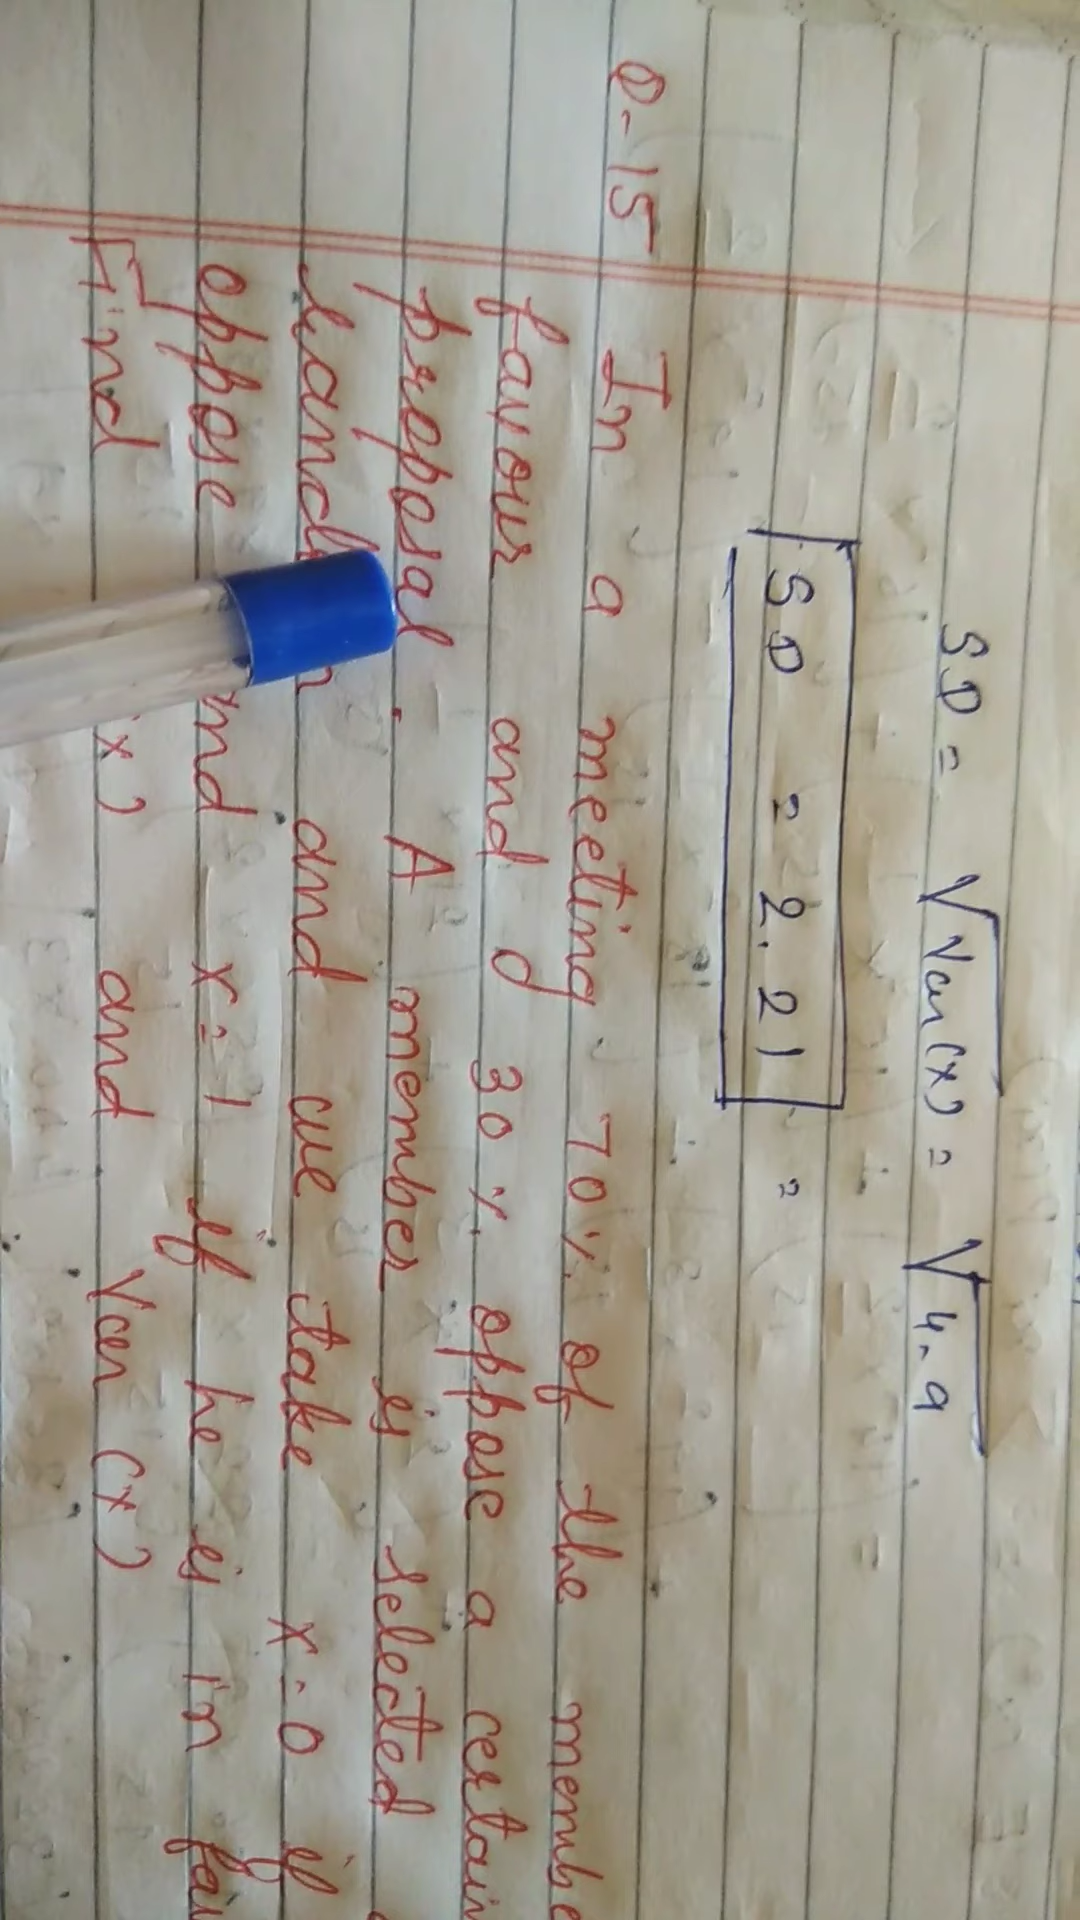 S.D = √Var(x) = √4.9
SD = 2.21 =
Q-15 In a meeting 70% of the membe
favour and 30% oppose a certain
proposal. A member is selected
and we take x=0 if
oppose and x=1 if he is in fav
Find (x) and Var (x)